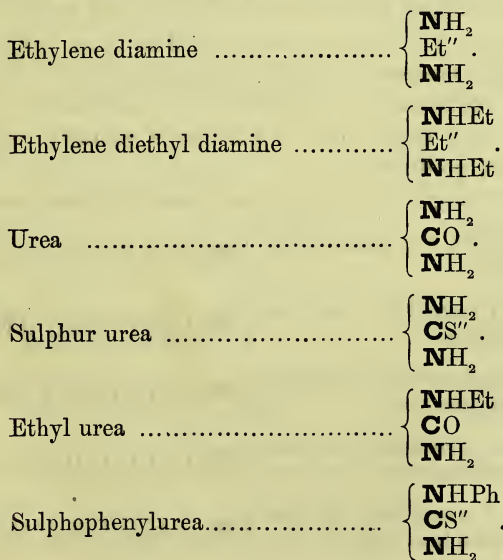 NH₂
Ethylene diamine .................... { Et″ .
NH₂
NHEt
Ethylene diethyl diamine ............ { Et″ .
NHEt
NH₂
Urea .................................... { CO .
NH₂
NH₂
Sulphur urea .......................... { CS″ .
NH₂
NHEt
Ethyl urea .............................. { CO
NH₂
NHPh
Sulphophenylurea.................... { CS″ .
NH₂